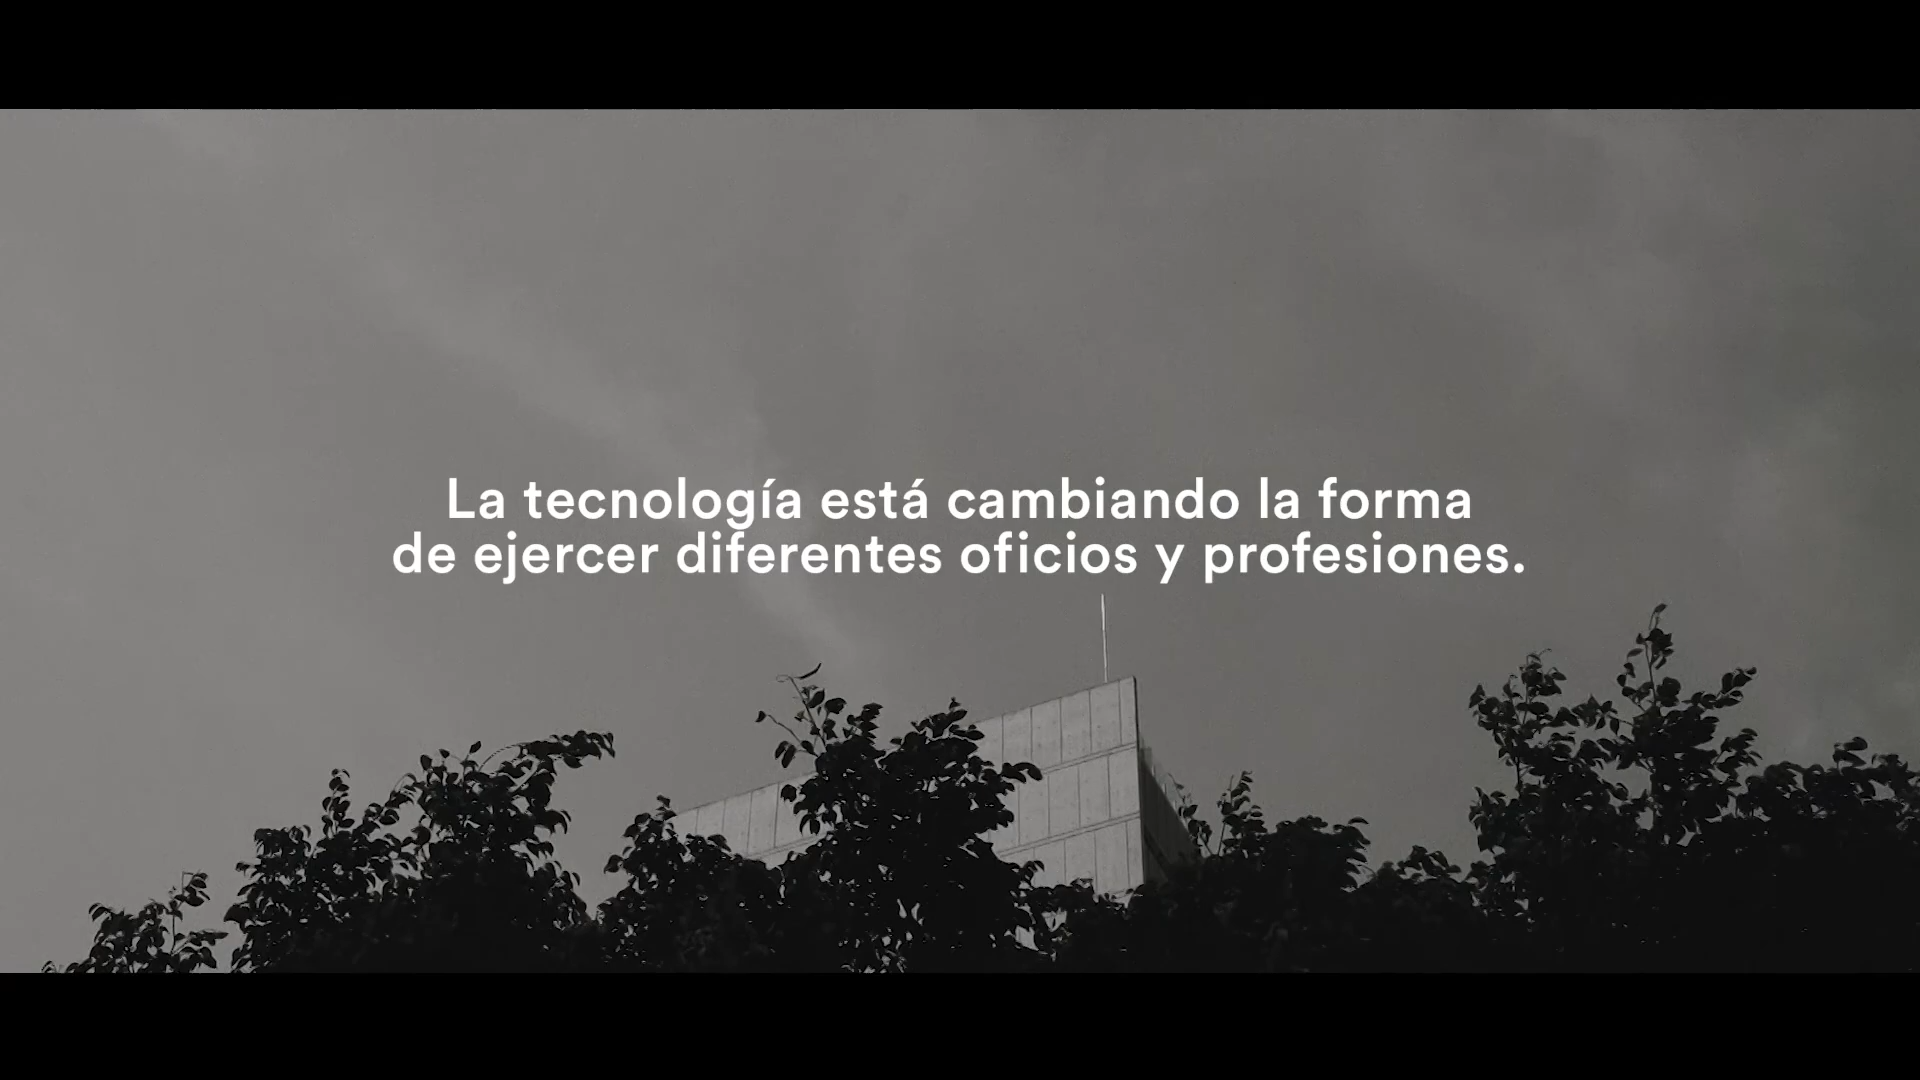 La tecnología está cambiando la forma
de ejercer diferentes oficios y profesiones.